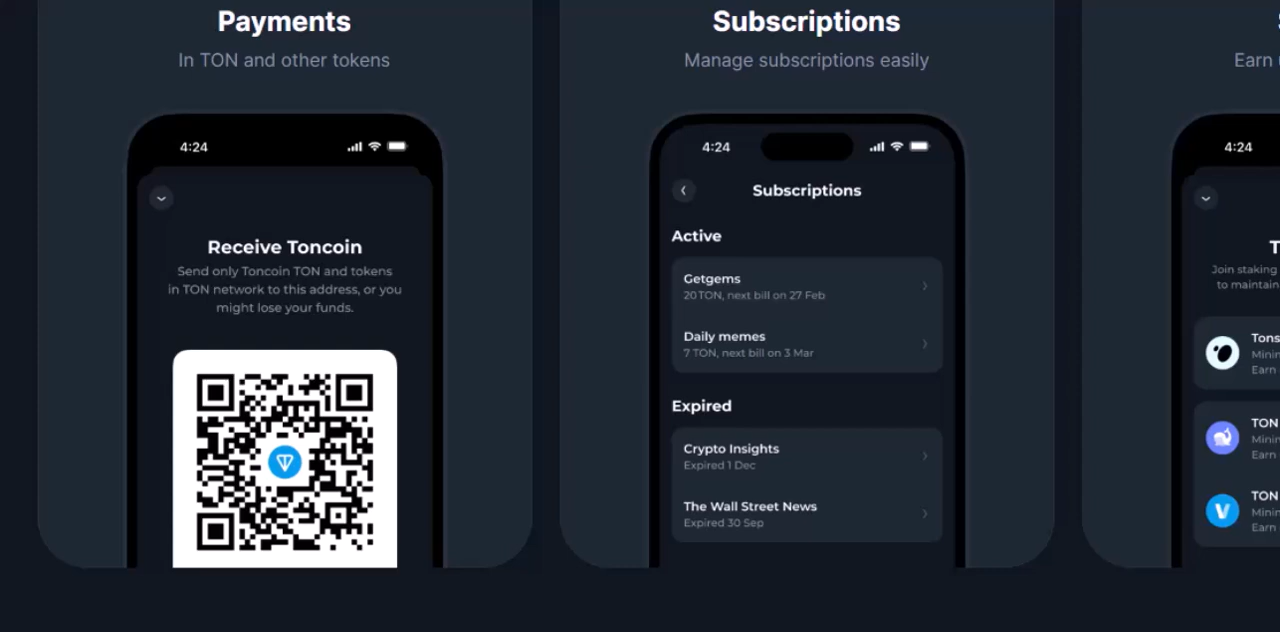 Payments
In TON and other tokens
4:24
Receive Toncoin
Send only Toncoin TON and tokens
in TON network to this address, or you
might lose your funds.
Subscriptions
Manage subscriptions easily
4:24
Subscriptions
Active
Getgems
20 TON, next bill on 27 Feb
Daily memes
7 TON, next bill on 3 Mar
Expired
Crypto Insights
Expired 1 Dec
The Wall Street News
Expired 30 Sep
Earn
4:24
Join staking
to maintain
TON
Earn
TON
Earn